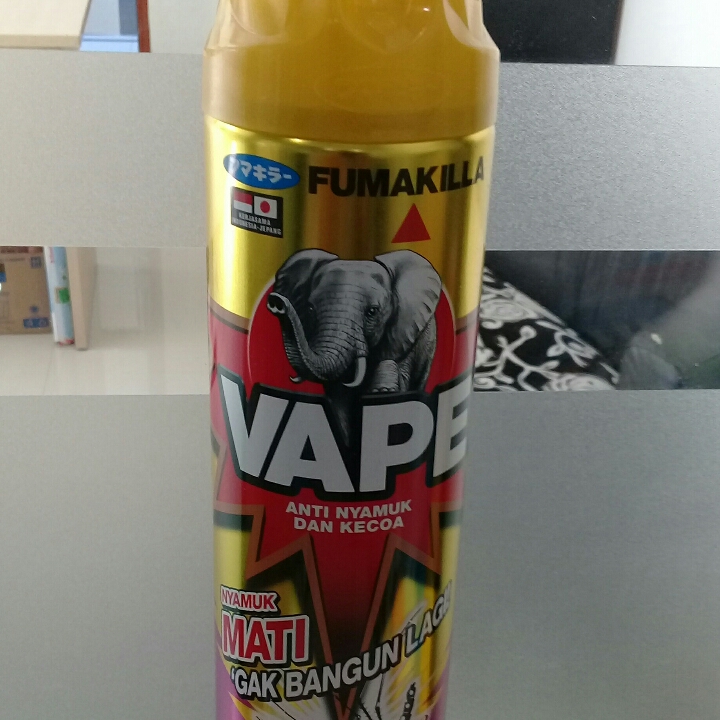 フマキラー
FUMAKILLA
KERJASAMA
INDONESIA-JEPANG
VAPE
ANTI NYAMUK
DAN KECOA
NYAMUK
MATI
'GAK BANGUN LAGI!